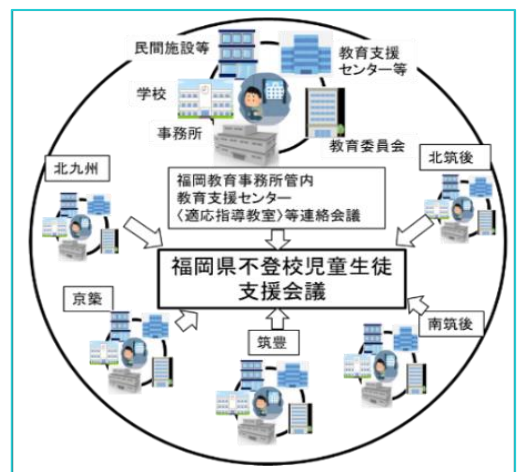 民間施設等
教育支援
センター等
学校
事務所
教育委員会
北九州
福岡教育事務所管内
教育支援センター
〈適応指導教室〉等連絡会議
北筑後
福岡県不登校児童生徒
支援会議
京築
筑豊
南筑後